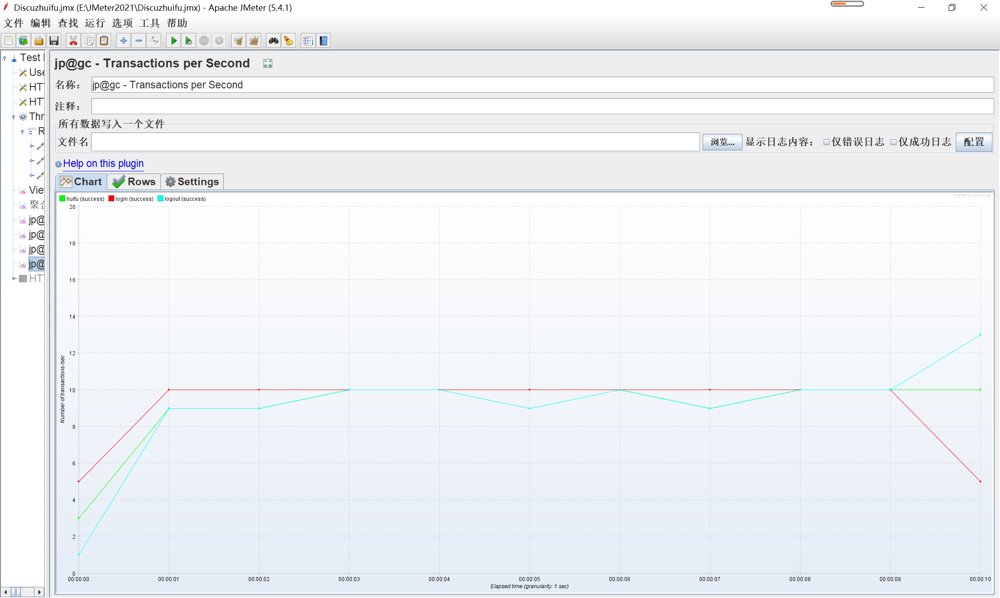 Discuzhuifu.jmx (E:\JMeter2021\Discuzhuifu.jmx) - Apache JMeter (5.4.1)
文件 编辑 查找 运行 选项 工具 帮助
Test
Use
HTT
HTT
Thr
R
Vie
聚合
jp@
jp@
jp@
jp@
HTT
jp@gc - Transactions per Second
名称： jp@gc - Transactions per Second
注释：
所有数据写入一个文件
文件名 浏览... 显示日志内容： 仅错误日志 仅成功日志 配置
Help on this plugin
Chart Rows Settings
huifu (success) login (success) logout (success)
jmeter-plugins.org
20
18
16
14
12
10
8
6
4
2
0
Number of transactions /sec
00:00:00 00:00:01 00:00:02 00:00:03 00:00:04 00:00:05 00:00:06 00:00:07 00:00:08 00:00:09 00:00:10
Elapsed time (granularity: 1 sec)